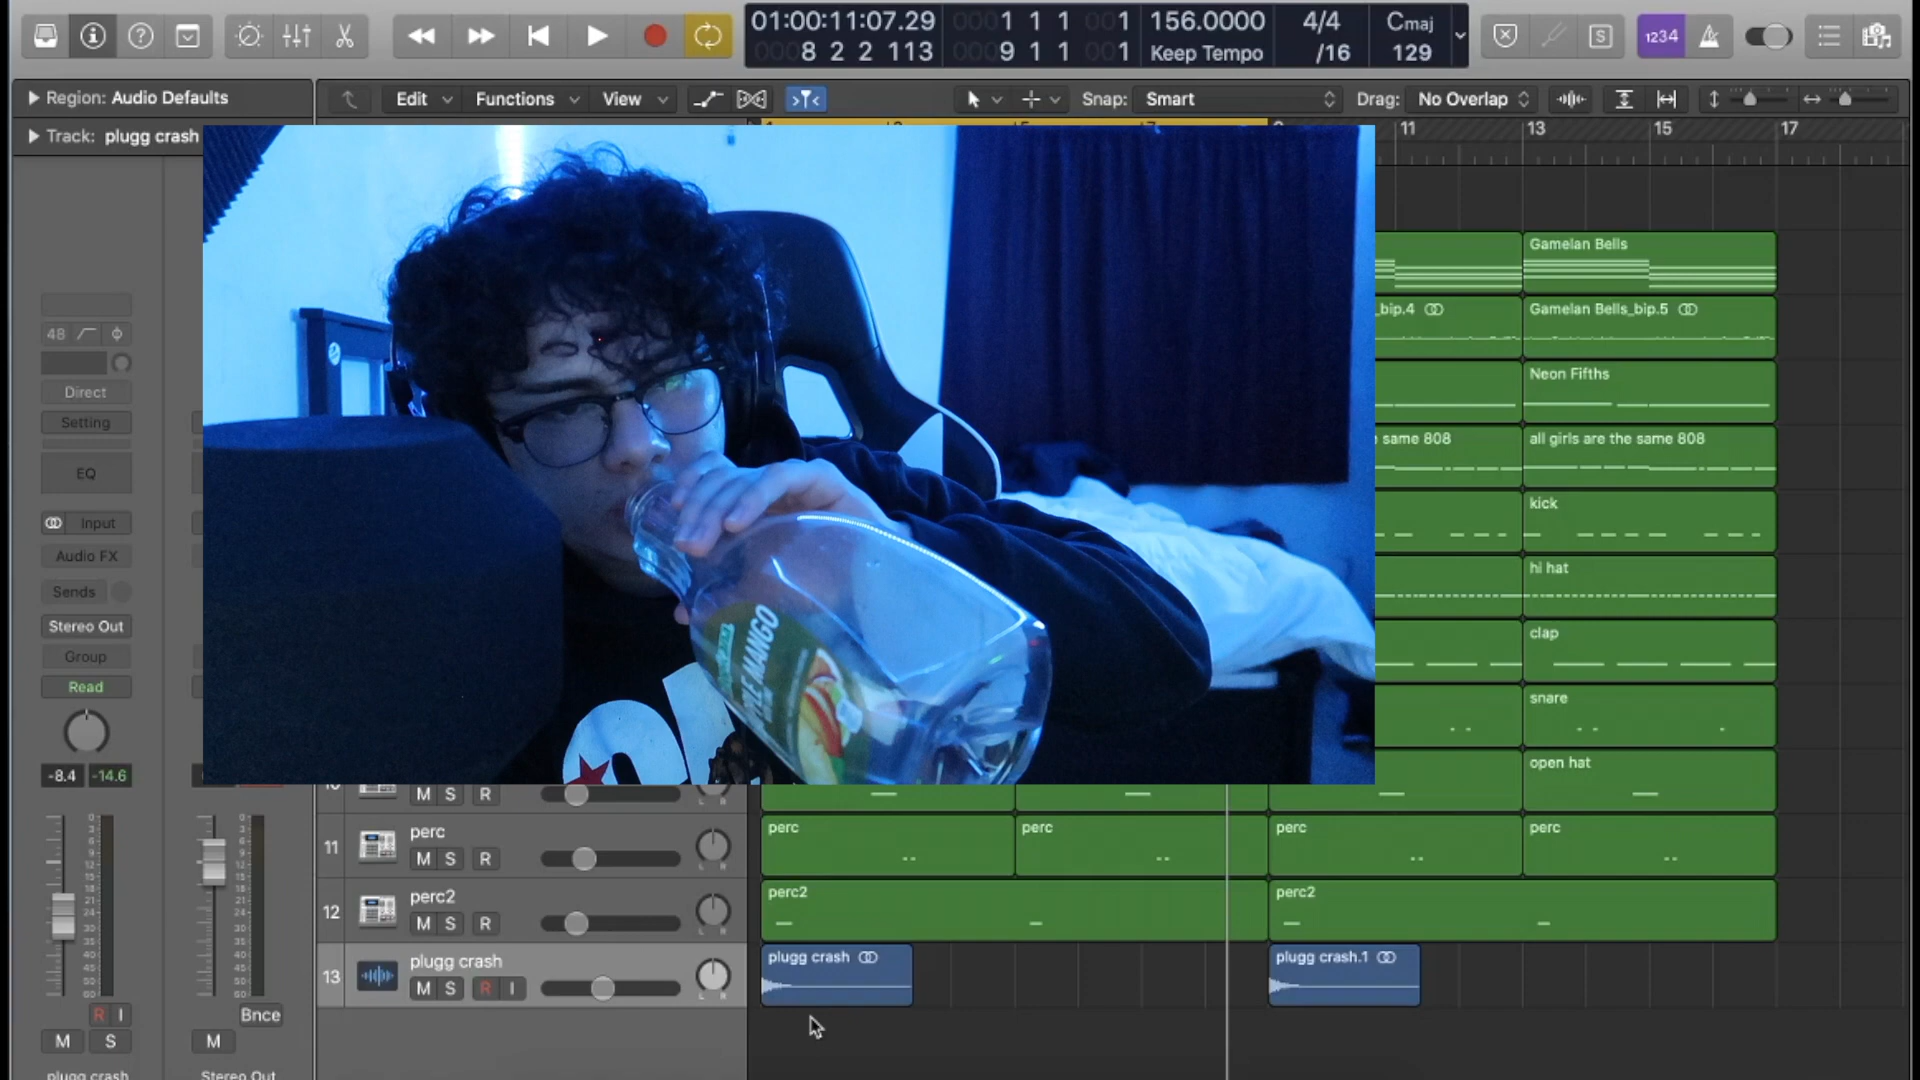 01:00:11:07.29 0001 1 1 001 156.0000 4/4 Cmaj
0008 2 2 113 0009 1 1 001 Keep Tempo /16 129
S 1234
Region: Audio Defaults
Edit Functions View Snap: Smart Drag: No Overlap
Track: plugg crash
11 13 15 17
Gamelan Bells
48
_bip.4 Gamelan Bells_bip.5
Direct
Neon Fifths
Setting
same 808 all girls are the same 808
EQ
kick
Input
Audio FX
hi hat
Sends
Stereo Out
clap
Group
Read
MANGO
snare
-8.4 -14.6
open hat
M S R
11 perc
M S R
perc perc perc perc
12 perc2
M S R
perc2 perc2
13 plugg crash
M S R I
plugg crash plugg crash.1
R I Bnce
M S M
plugg crash Stereo Out